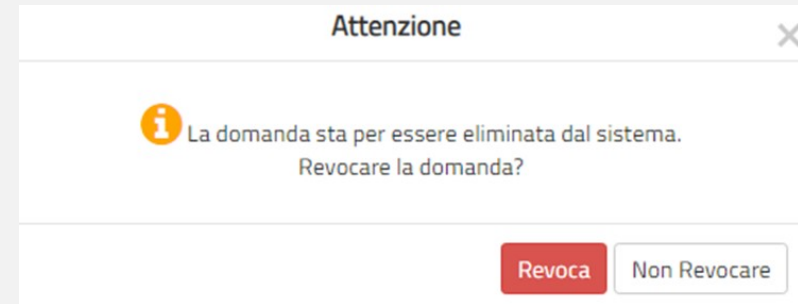 Attenzione
La domanda sta per essere eliminata dal sistema.
Revocare la domanda?
Revoca
Non Revocare